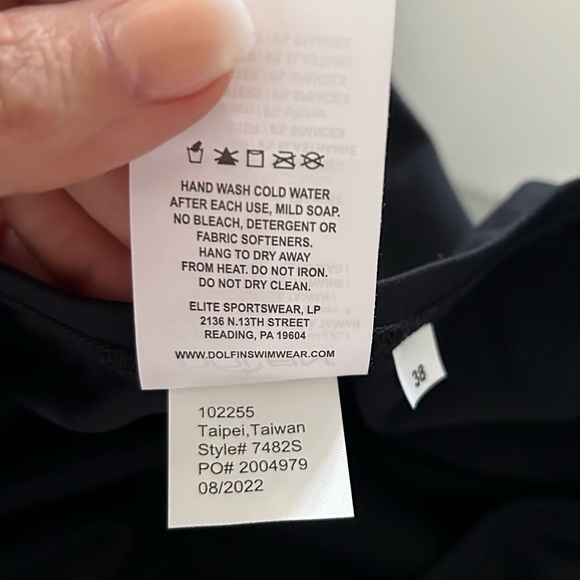 HAND WASH COLD WATER
AFTER EACH USE, MILD SOAP.
NO BLEACH, DETERGENT OR
FABRIC SOFTENERS.
HANG TO DRY AWAY
FROM HEAT. DO NOT IRON.
DO NOT DRY CLEAN.
ELITE SPORTSWEAR, LP
2136 N.13TH STREET
READING, PA 19604
WWW.DOLFINSWIMWEAR.COM
38
102255
Taipei,Taiwan
Style# 7482S
PO# 2004979
08/2022